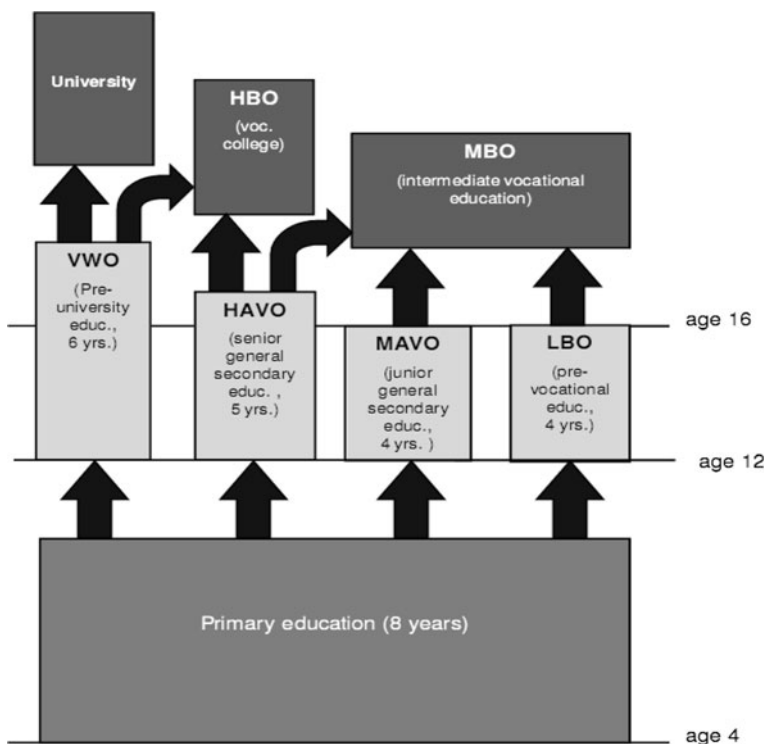 University
HBO
(voc.
college)
MBO
(intermediate vocational
education)
VWO
(Pre-
university
educ.,
6 yrs.)
HAVO
(senior
general
secondary
educ. ,
5 yrs.)
MAVO
(junior
general
secondary
educ.,
4 yrs. )
LBO
(pre-
vocational
educ.,
4 yrs.)
age 16
age 12
Primary education (8 years)
age 4